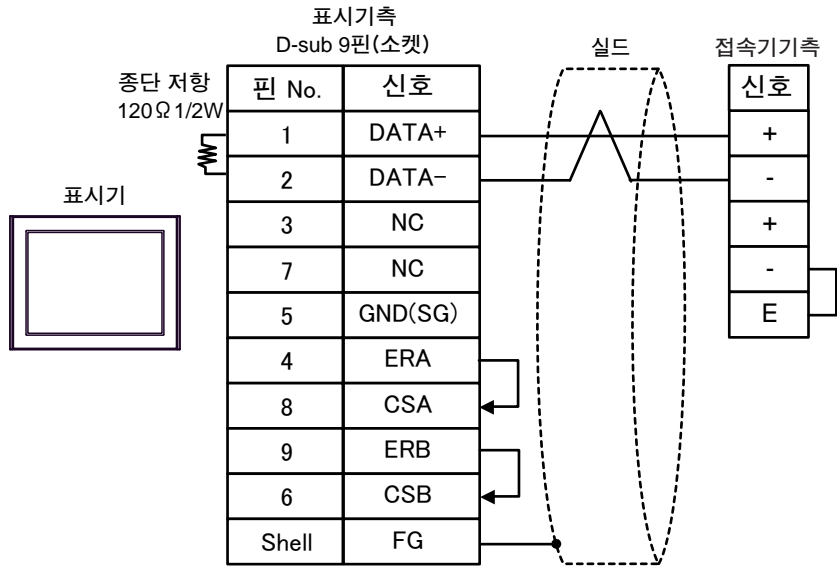 표시기측
D-sub 9핀(소켓)
실드
접속기기측
종단 저항
120Ω1/2W
표시기
핀 No. 신호
1 DATA+
2 DATA-
3 NC
7 NC
5 GND(SG)
4 ERA
8 CSA
9 ERB
6 CSB
Shell FG
신호
+
-
+
-
E